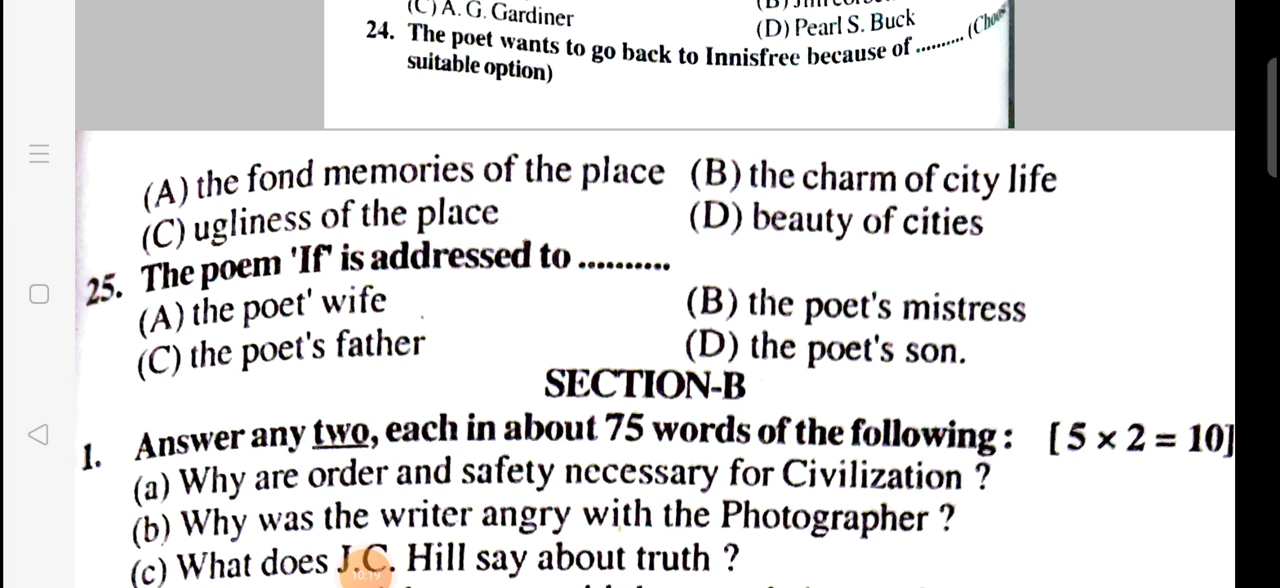 (C) A. G. Gardiner
(D) Pearl S. Buck
24. The poet wants to go back to Innisfree because of .......... (Choos
suitable option)
(A) the fond memories of the place (B) the charm of city life
(C) ugliness of the place (D) beauty of cities
25. The poem 'If' is addressed to ..........
(A) the poet' wife (B) the poet's mistress
(C) the poet's father (D) the poet's son.
SECTION-B
1. Answer any two, each in about 75 words of the following : [5 × 2 = 10]
(a) Why are order and safety necessary for Civilization ?
(b) Why was the writer angry with the Photographer ?
(c) What does J.C. Hill say about truth ?
10:19